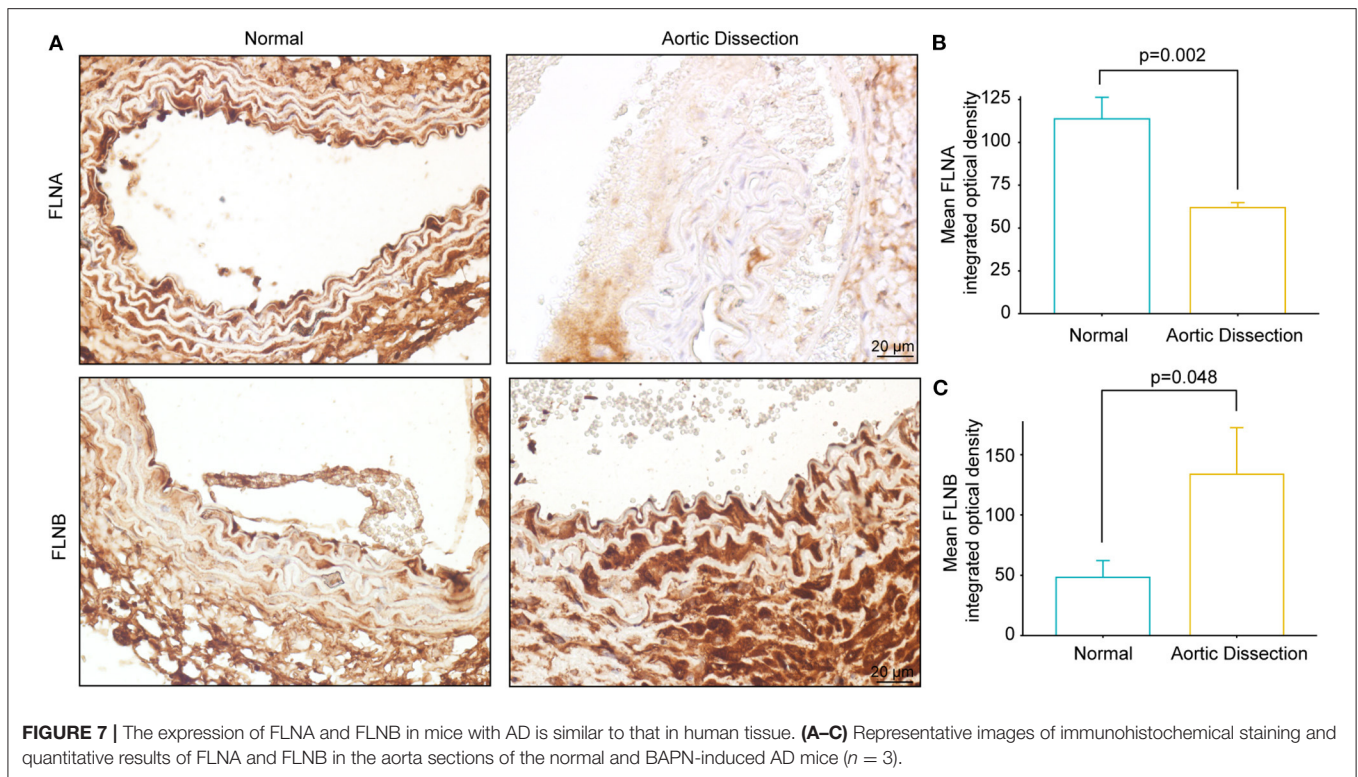 A
Normal
Aortic Dissection
FLNA
20 µm
FLNB
20 µm
B
p=0.002
Mean FLNA
integrated optical density
125
100
75
50
25
0
Normal
Aortic Dissection
C
p=0.048
Mean FLNB
integrated optical density
150
100
50
0
Normal
Aortic Dissection
FIGURE 7 | The expression of FLNA and FLNB in mice with AD is similar to that in human tissue. (A–C) Representative images of immunohistochemical staining and
quantitative results of FLNA and FLNB in the aorta sections of the normal and BAPN-induced AD mice (n = 3).